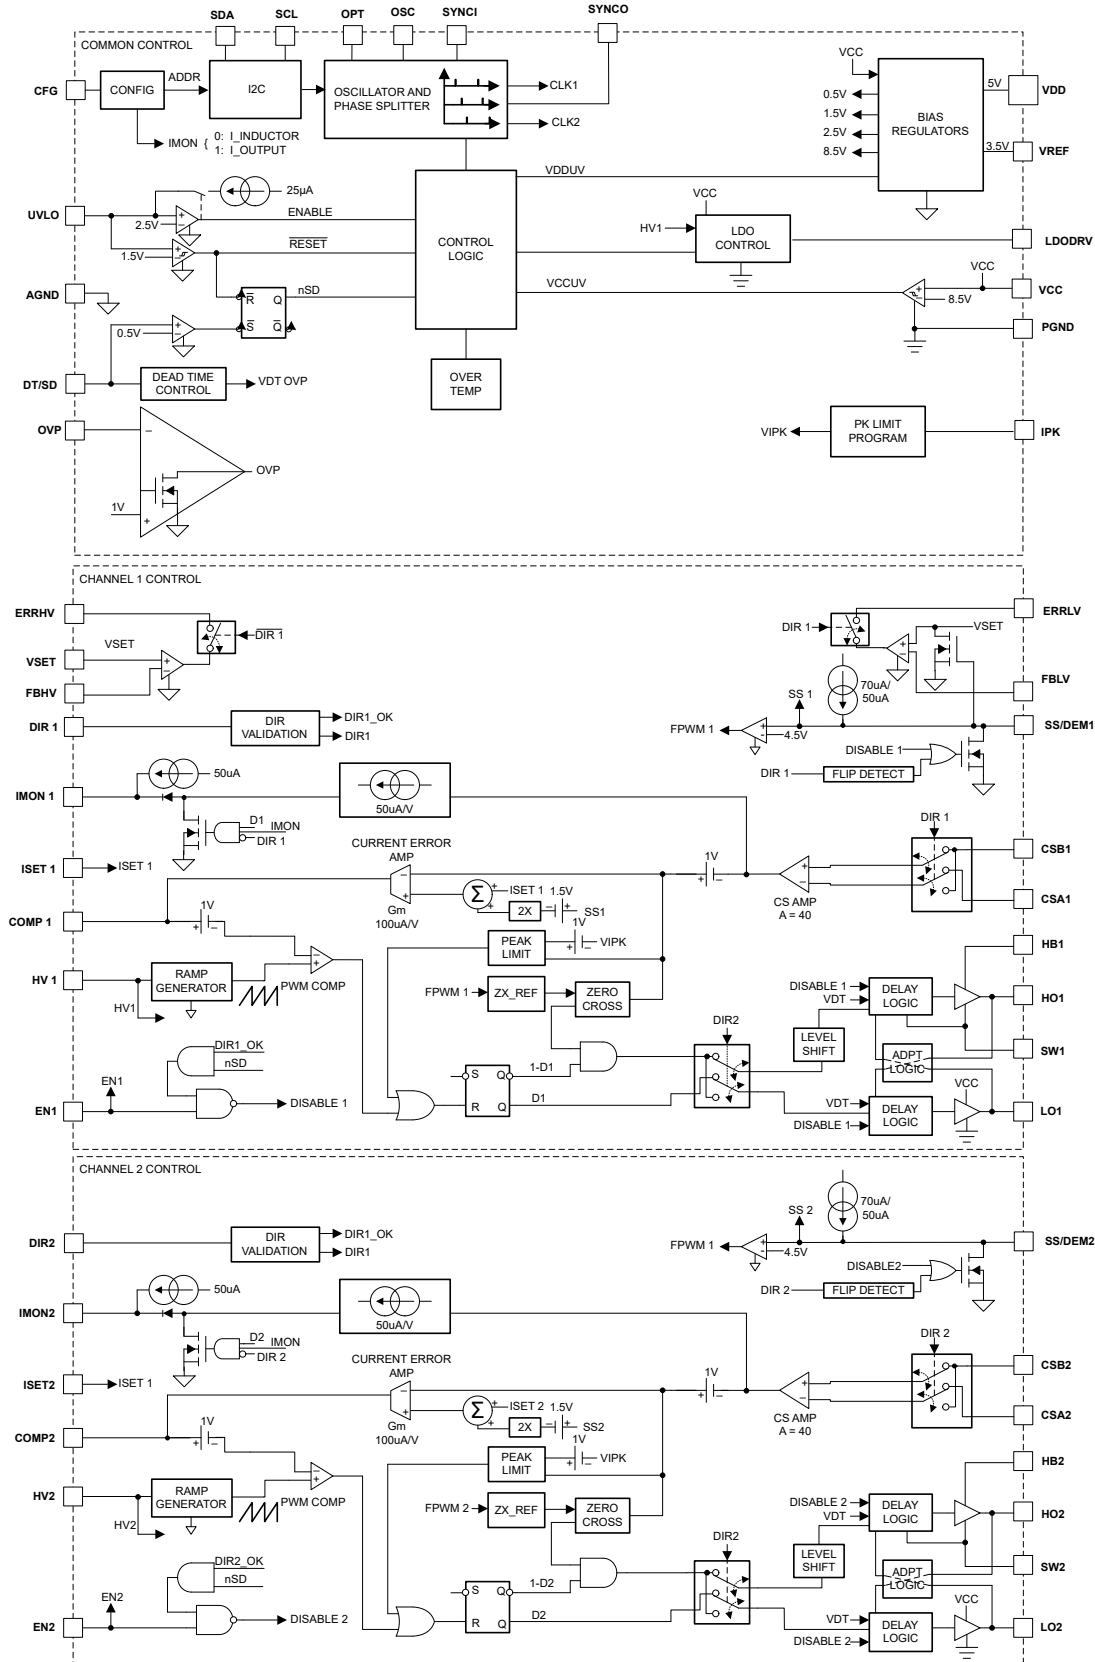 SDA
SCL
OPT
OSC
SYNCI
SYNCO
COMMON CONTROL
CFG
CONFIG
ADDR
I2C
OSCILLATOR AND
PHASE SPLITTER
CLK1
CLK2
IMON { 0: I_INDUCTOR
1: I_OUTPUT
VCC
0.5V
1.5V
2.5V
8.5V
BIAS
REGULATORS
5V
VDD
3.5V
VREF
VDDUV
UVLO
25µA
2.5V
ENABLE
1.5V
RESET
CONTROL
LOGIC
VCC
HV1
LDO
CONTROL
LDODRV
AGND
R Q
S Q
nSD
VCCUV
VCC
8.5V
VCC
PGND
0.5V
DT/SD
DEAD TIME
CONTROL
VDT OVP
OVER
TEMP
OVP
−
OVP
1V
+
VIPK
PK LIMIT
PROGRAM
IPK
CHANNEL 1 CONTROL
ERRHV
DIR 1
VSET
VSET
FBHV
DIR 1
DIR
VALIDATION
DIR1_OK
DIR1
ERRLV
DIR 1
VSET
FBLV
70uA/
50uA
SS 1
SS/DEM1
FPWM 1
4.5V
DISABLE 1
DIR 1
FLIP DETECT
50uA
IMON 1
50uA/V
D1
IMON
DIR 1
ISET 1
ISET 1
CURRENT ERROR
AMP
Gm
100uA/V
Σ
ISET 1
2X
1.5V
SS1
1V
CS AMP
A = 40
DIR 1
CSB1
CSA1
COMP 1
1V
PEAK
LIMIT
1V
VIPK
HV 1
HV1
RAMP
GENERATOR
PWM COMP
FPWM 1
ZX_REF
ZERO
CROSS
HB1
DISABLE 1
VDT
DELAY
LOGIC
HO1
LEVEL
SHIFT
ADPT
LOGIC
SW1
DIR2
DIR1_OK
nSD
EN1
EN1
DISABLE 1
S Q
R Q
1-D1
D1
VDT
DISABLE 1
DELAY
LOGIC
VCC
LO1
CHANNEL 2 CONTROL
DIR2
DIR
VALIDATION
DIR1_OK
DIR1
70uA/
50uA
SS 2
SS/DEM2
FPWM 1
4.5V
DISABLE2
DIR 2
FLIP DETECT
50uA
IMON2
50uA/V
D2
IMON
DIR 2
ISET2
ISET 1
CURRENT ERROR
AMP
Gm
100uA/V
Σ
ISET 2
2X
1.5V
SS2
1V
CS AMP
A = 40
DIR 2
CSB2
CSA2
COMP2
1V
PEAK
LIMIT
1V
VIPK
HV2
HV2
RAMP
GENERATOR
PWM COMP
FPWM 2
ZX_REF
ZERO
CROSS
HB2
DISABLE 2
VDT
DELAY
LOGIC
HO2
LEVEL
SHIFT
ADPT
LOGIC
SW2
DIR2
DIR2_OK
nSD
EN2
EN2
DISABLE 2
S Q
R Q
1-D2
D2
VDT
DISABLE 2
DELAY
LOGIC
VCC
LO2